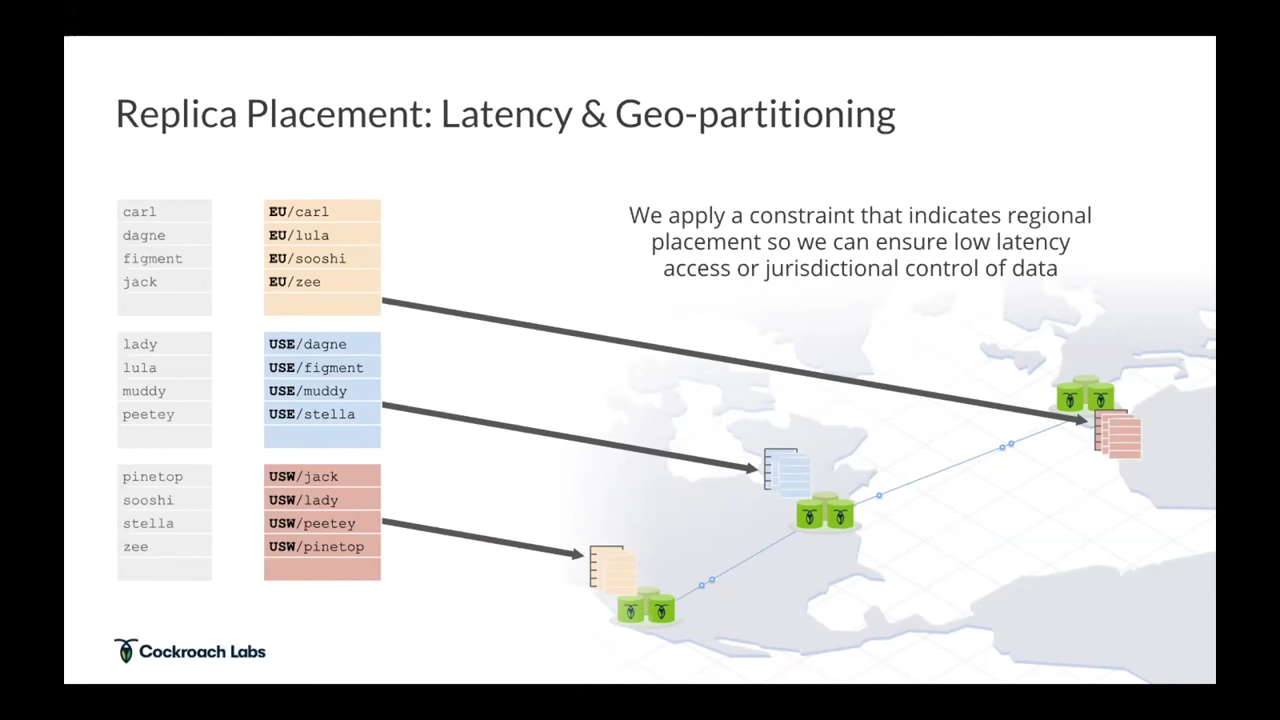 Replica Placement: Latency & Geo-partitioning
carl
dagne
figment
jack
lady
lula
muddy
peetey
pinetop
sooshi
stella
zee
EU/carl
EU/lula
EU/sooshi
EU/zee
USE/dagne
USE/figment
USE/muddy
USE/stella
USW/jack
USW/lady
USW/peetey
USW/pinetop
We apply a constraint that indicates regional
placement so we can ensure low latency
access or jurisdictional control of data
Cockroach Labs